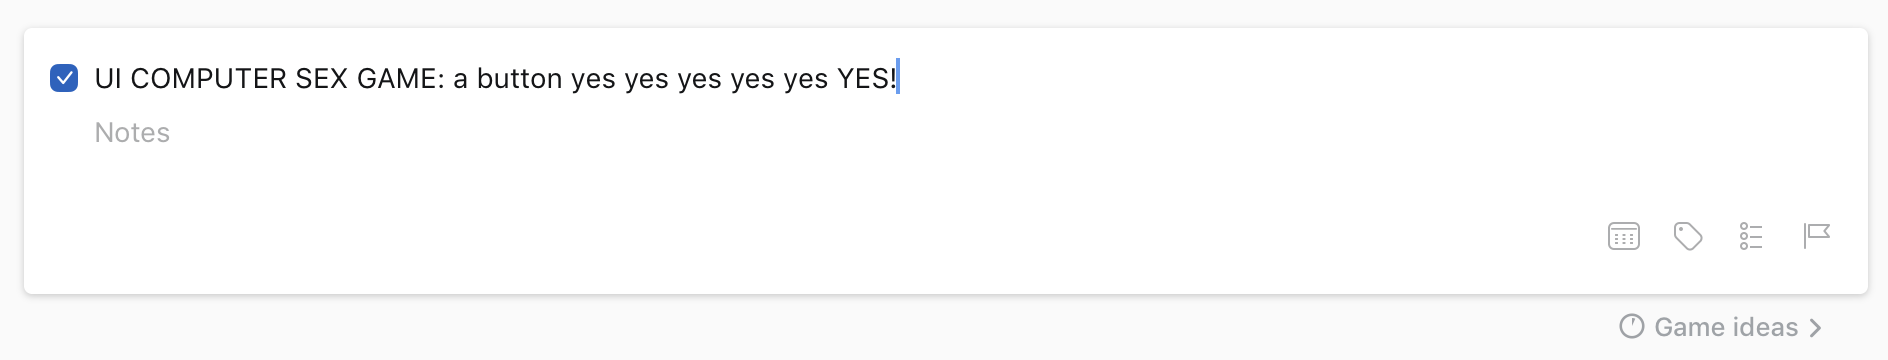 UI COMPUTER SEX GAME: a button yes yes yes yes yes YES!
Notes
Game ideas